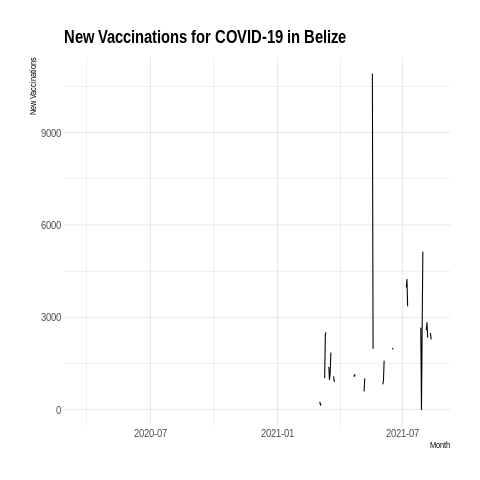 New Vaccinations for COVID-19 in Belize
New Vaccinations
9000
6000
3000
0
2020-07
2021-01
2021-07
Month